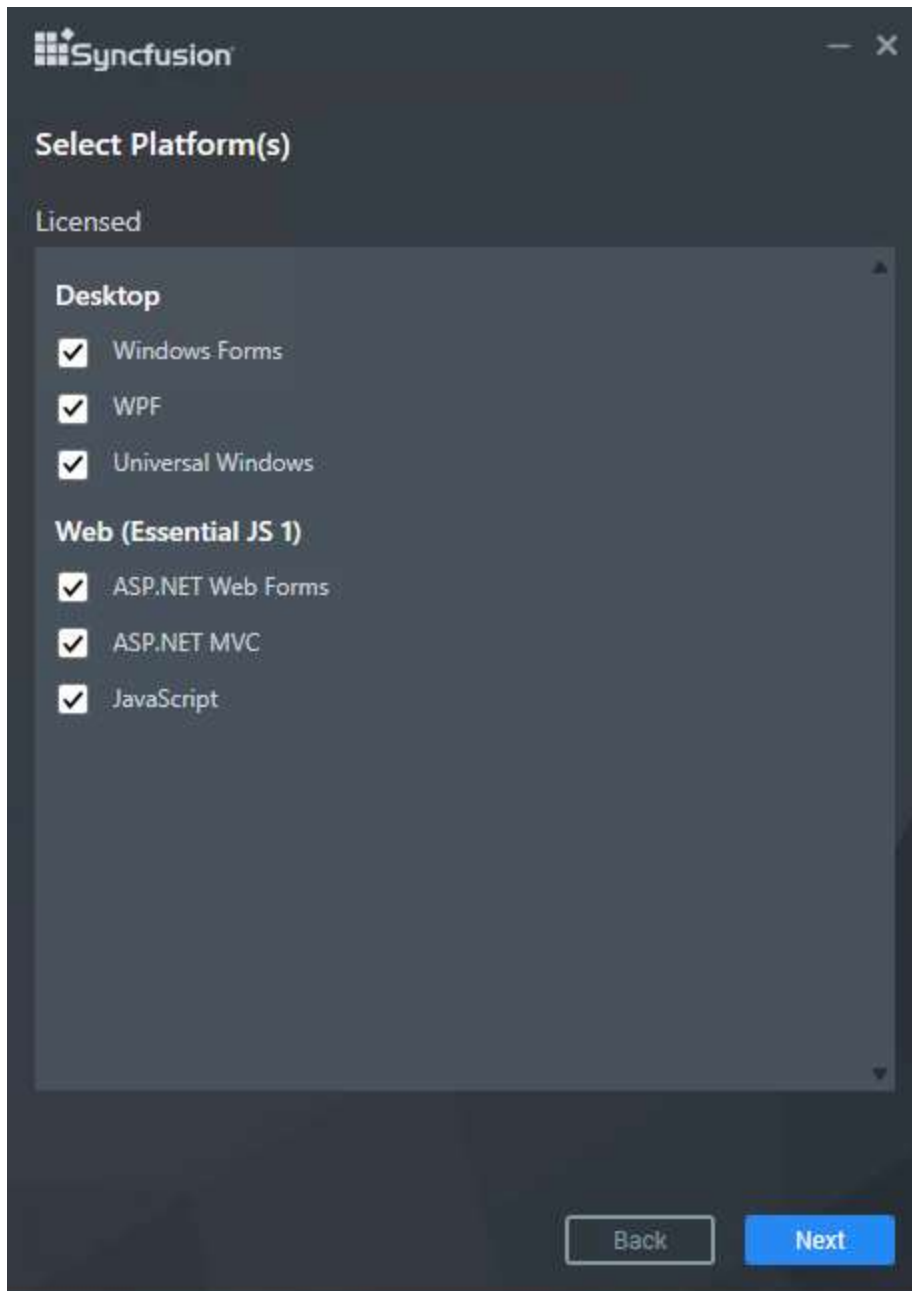 Syncfusion
Select Platform(s)
Licensed
Desktop
Windows Forms
WPF
Universal Windows
Web (Essential JS 1)
ASP.NET Web Forms
ASP.NET MVC
JavaScript
Back
Next